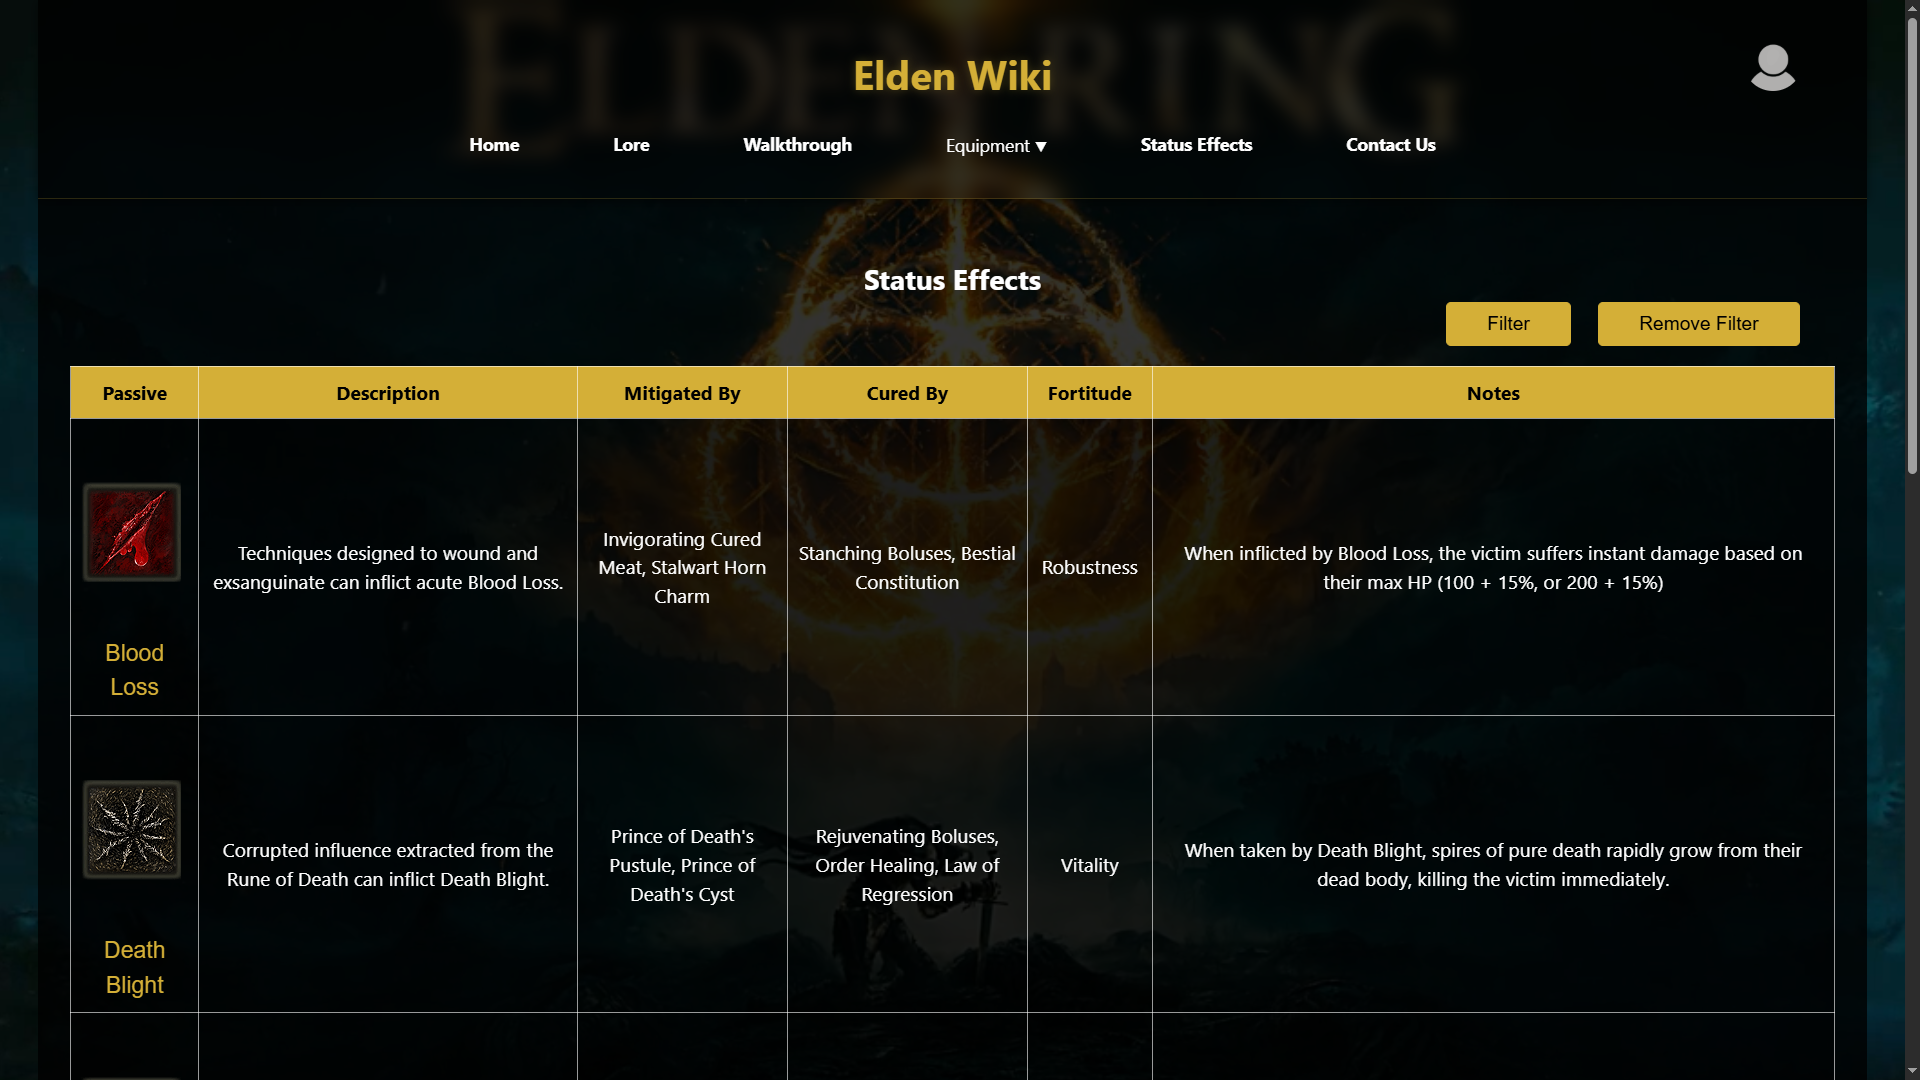 ELDEN RING
Elden Wiki
Home Lore Walkthrough Equipment ▼ Status Effects Contact Us
Status Effects
Filter Remove Filter
Passive Description Mitigated By Cured By Fortitude Notes
Blood
Loss
Techniques designed to wound and
exsanguinate can inflict acute Blood Loss.
Invigorating Cured
Meat, Stalwart Horn
Charm
Stanching Boluses, Bestial
Constitution
Robustness
When inflicted by Blood Loss, the victim suffers instant damage based on
their max HP (100 + 15%, or 200 + 15%)
Death
Blight
Corrupted influence extracted from the
Rune of Death can inflict Death Blight.
Prince of Death's
Pustule, Prince of
Death's Cyst
Rejuvenating Boluses,
Order Healing, Law of
Regression
Vitality
When taken by Death Blight, spires of pure death rapidly grow from their
dead body, killing the victim immediately.